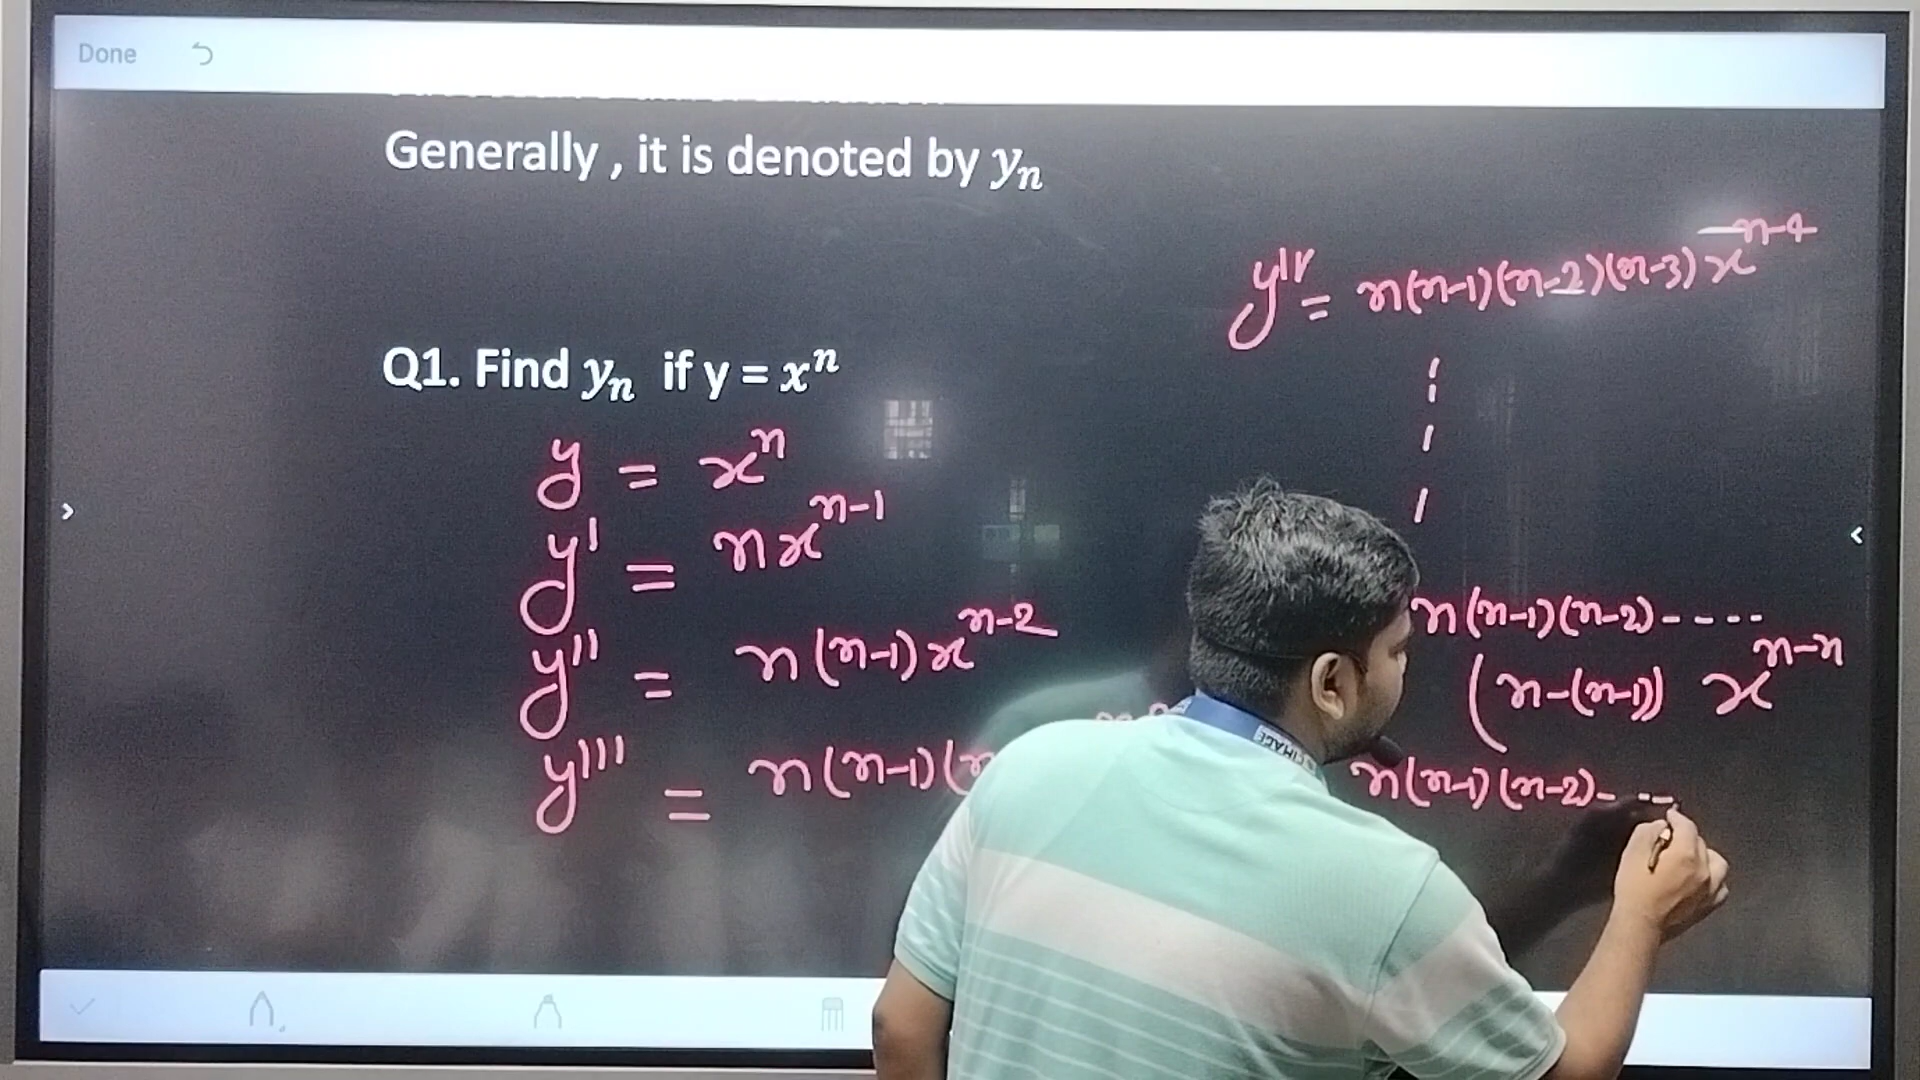 Done
Generally , it is denoted by yₙ
Q1. Find yₙ if y = xⁿ
y = xⁿ
y' = nxⁿ⁻¹
y'' = n(n-1)xⁿ⁻²
y''' = n(n-1)(n
yⁱᵛ = n(n-1)(n-2)(n-3)xⁿ⁻⁴
n(n-1)(n-2)-----
(n-(n-1)) xⁿ⁻ⁿ
n(n-1)(n-2)- --